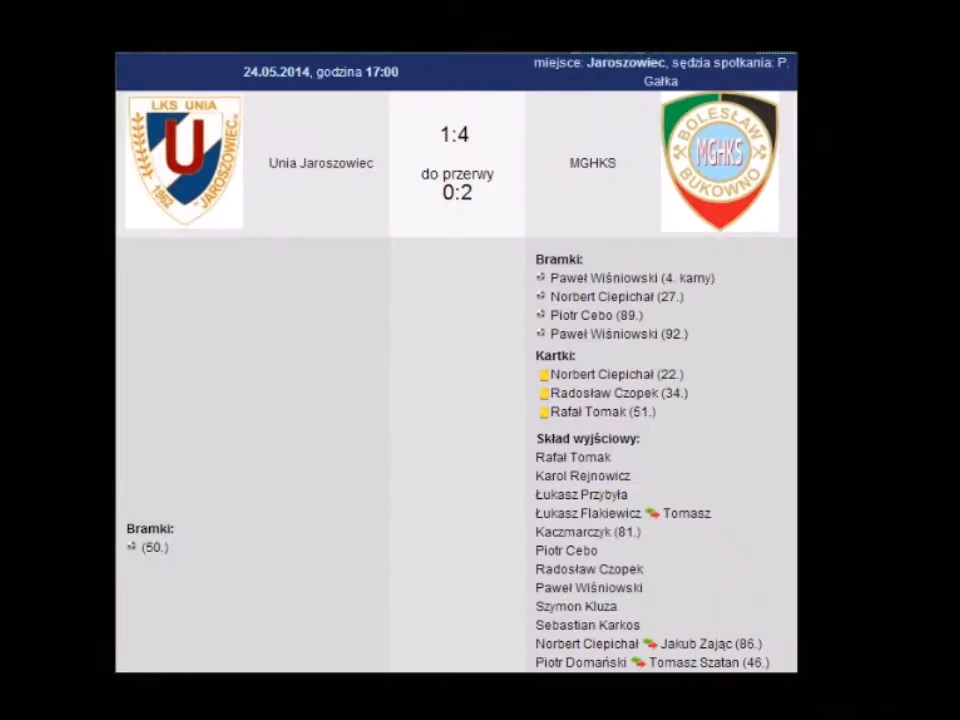 24.05.2014, godzina 17:00
miejsce: Jaroszowiec, sędzia spotkania: P.
Gałka
LKS UNIA
U
JAROSZOWIEC
1962
Unia Jaroszowiec
1:4
do przerwy
0:2
MGHKS
BOLESŁAW
MGHKS
BUKOWNO
Bramki:
(50.)
Bramki:
Paweł Wiśniowski (4. karny)
Norbert Ciepichał (27.)
Piotr Cebo (89.)
Paweł Wiśniowski (92.)
Kartki:
Norbert Ciepichał (22.)
Radosław Czopek (34.)
Rafał Tomak (51.)
Skład wyjściowy:
Rafał Tomak
Karol Rejnowicz
Łukasz Przybyła
Łukasz Flakiewicz Tomasz
Kaczmarczyk (81.)
Piotr Cebo
Radosław Czopek
Paweł Wiśniowski
Szymon Kluza
Sebastian Karkos
Norbert Ciepichał Jakub Zając (86.)
Piotr Domański Tomasz Szatan (46.)